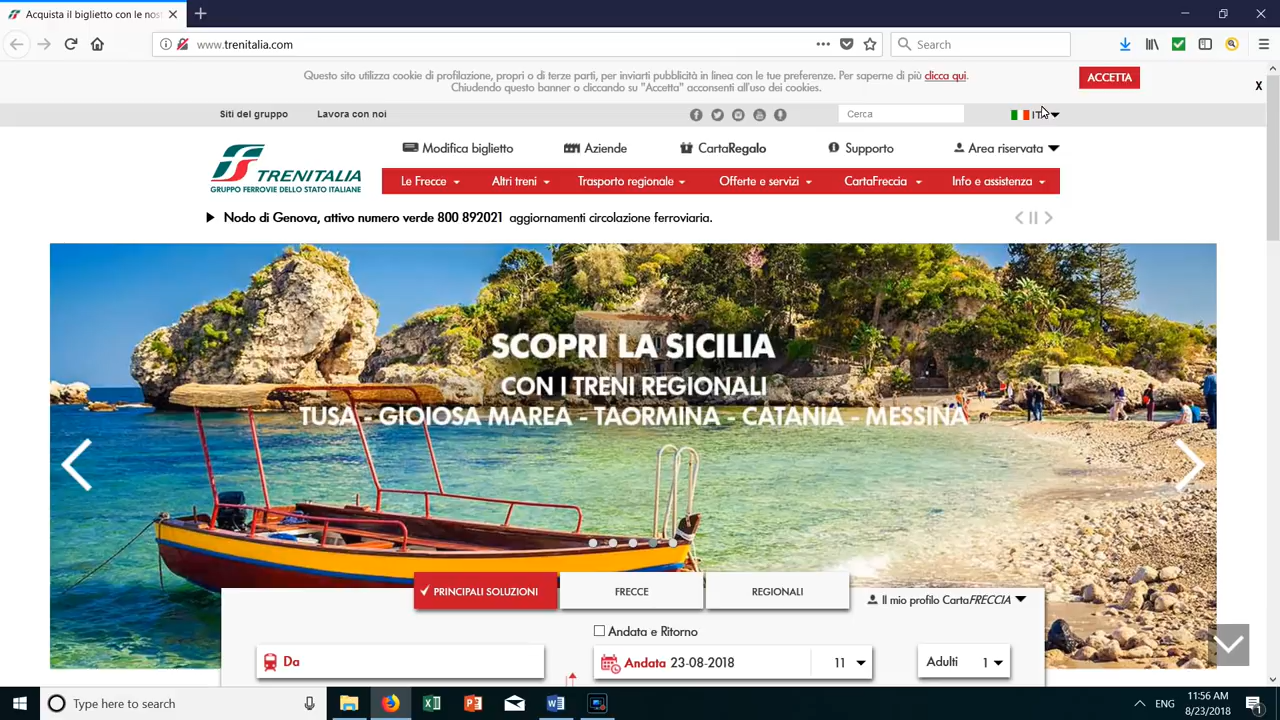 Acquista il biglietto con le nos
www.trenitalia.com
Search
Questo sito utilizza cookie di profilazione, propri o di terze parti, per inviarti pubblicità in linea con le tue preferenze. Per saperne di più clicca qui.
Chiudendo questo banner o cliccando su "Accetta" acconsenti all'uso dei cookies.
ACCETTA
X
Siti del gruppo
Lavora con noi
Cerca
IT
Modifica biglietto
Aziende
CartaRegalo
Supporto
Area riservata
TRENITALIA
GRUPPO FERROVIE DELLO STATO ITALIANE
Le Frecce
Altri treni
Trasporto regionale
Offerte e servizi
CartaFreccia
Info e assistenza
Nodo di Genova, attivo numero verde 800 892021 aggiornamenti circolazione ferroviaria.
SCOPRI LA SICILIA
CON I TRENI REGIONALI
TUSA - GIOIOSA MAREA - TAORMINA - CATANIA - MESSINA
PRINCIPALI SOLUZIONI
FRECCE
REGIONALI
Il mio profilo CartaFRECCIA
Andata e Ritorno
Da
Andata 23-08-2018
11
Adulti 1
Type here to search
ENG
11:56 AM
8/23/2018
1